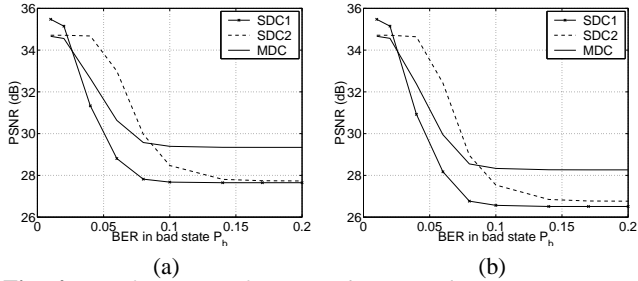 36
34
32
30
28
26
PSNR (dB)
0
0.05
0.1
0.15
0.2
BER in bad state P_b
SDC1
SDC2
MDC
(a)
36
34
32
30
28
26
PSNR (dB)
0
0.05
0.1
0.15
0.2
BER in bad state P_b
SDC1
SDC2
MDC
(b)